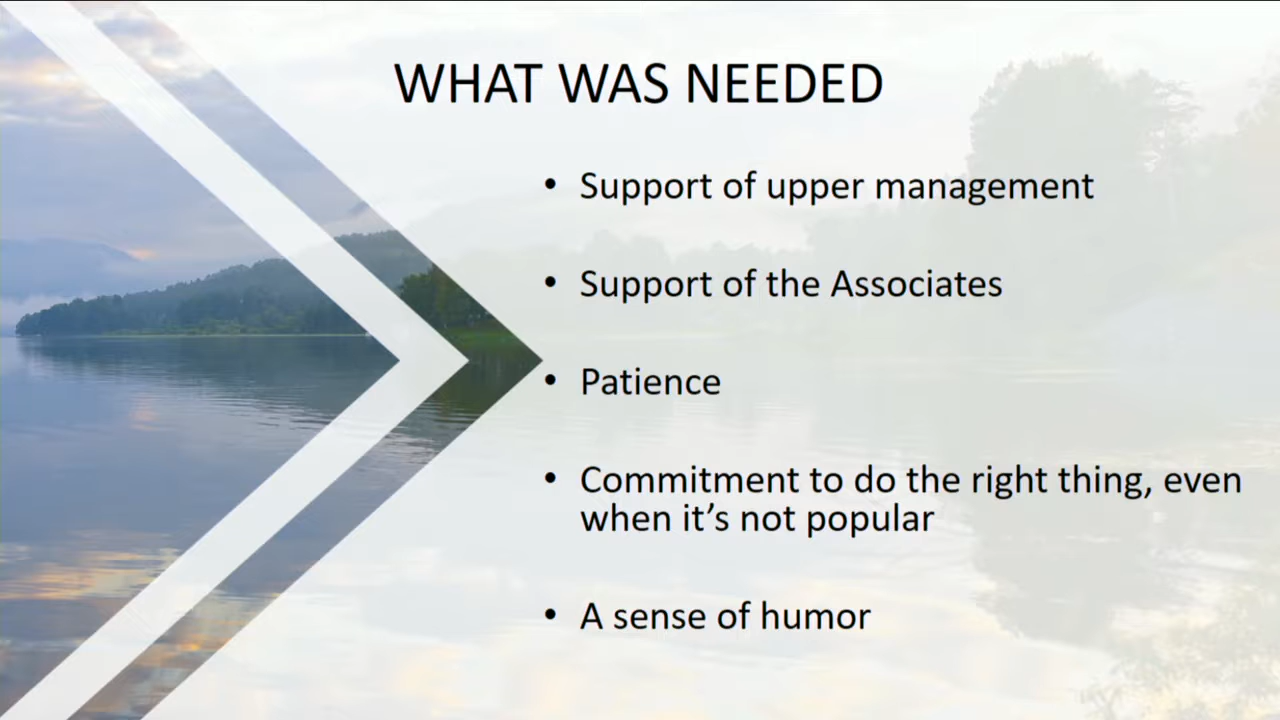 WHAT WAS NEEDED
• Support of upper management
• Support of the Associates
• Patience
• Commitment to do the right thing, even
when it’s not popular
• A sense of humor